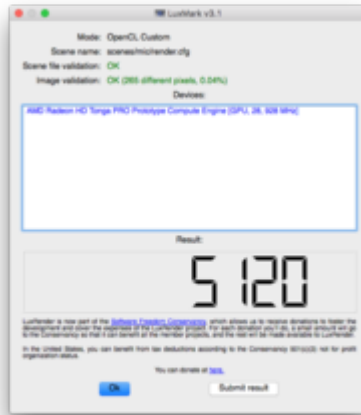 LuxMark v3.1
Mode: OpenCL Custom
Scene name: scenes/mic/render.cfg
Scene file validation: OK
Image validation: OK (265 different pixels, 0.04%)
Devices:
AMD Radeon HD Tonga PRO Prototype Compute Engine [GPU, 28, 928 MHz]
Result:
5120
LuxRender is now part of the Software Freedom Conservancy, which allows us to receive donations to foster the
development and cover the expenses of the LuxRender project. For each donation you'll do, a small amount will go
to the Conservancy so that it can benefit all the member projects, and the rest will be made available to LuxRender.
In the United States, you can benefit from tax deductions according to the Conservancy 501(c)(3) not for profit
organization status.
You can donate at here.
Ok
Submit result